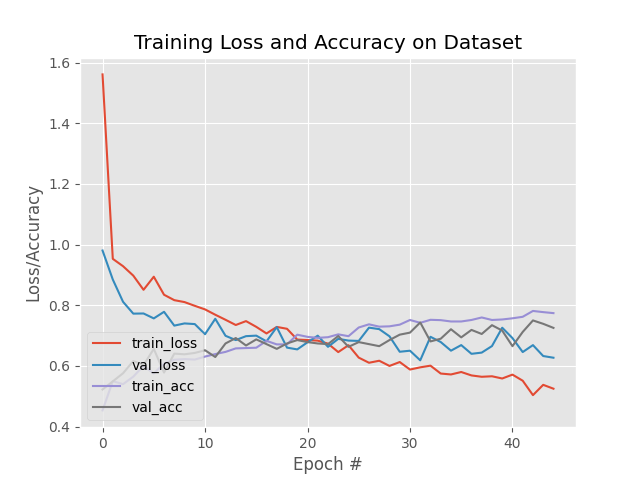 Training Loss and Accuracy on Dataset
1.6
1.4
1.2
1.0
0.8
0.6
0.4
Loss/Accuracy
train_loss
val_loss
train_acc
val_acc
0
10
20
30
40
Epoch #